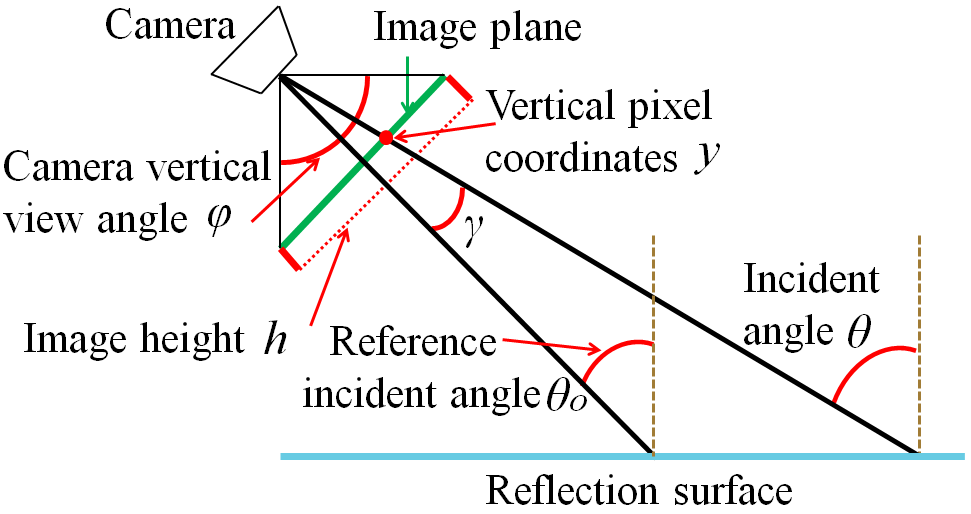 Camera
Image plane
Vertical pixel
coordinates y
Camera vertical
view angle φ
γ
Incident
angle θ
Image height h
Reference
incident angle θo
Reflection surface